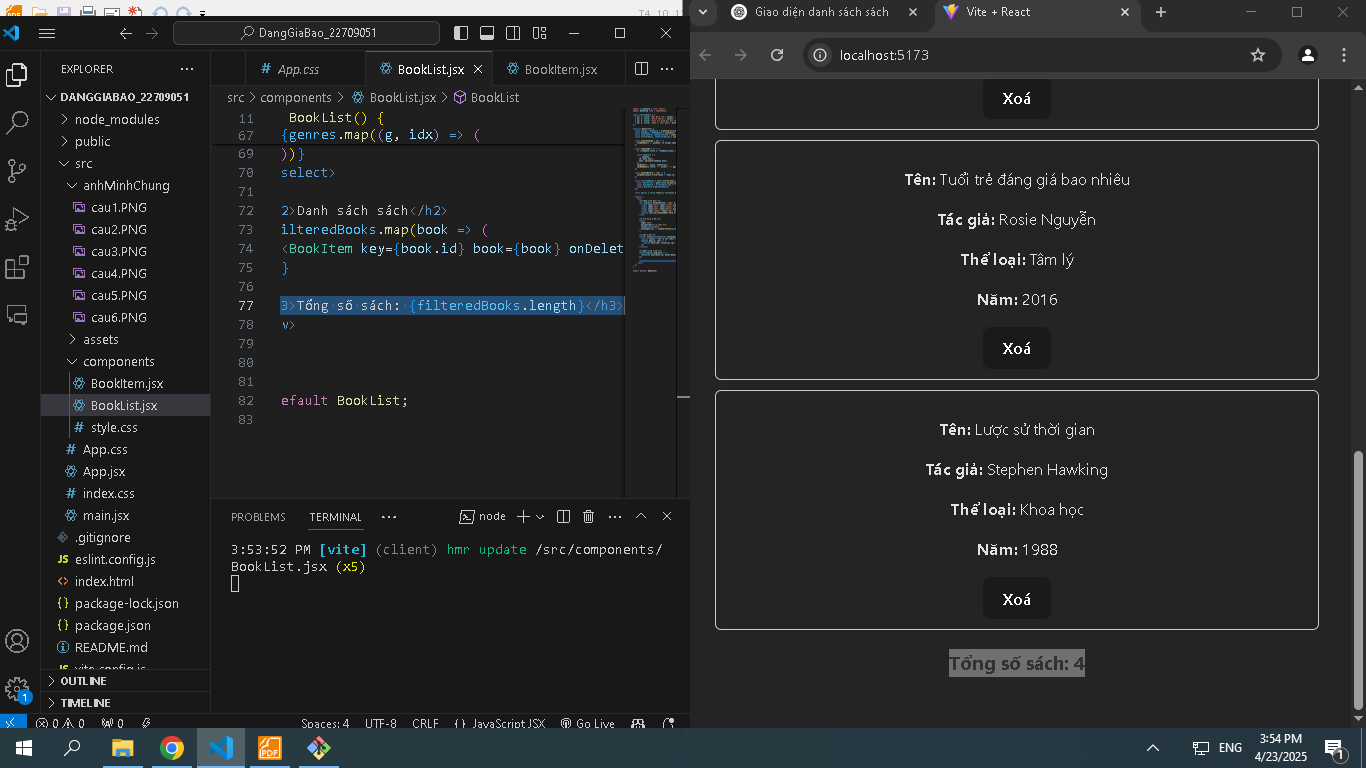 DangGiaBao_22709051
EXPLORER
DANGGIABAO_22709051
node_modules
public
src
anhMinhChung
cau1.PNG
cau2.PNG
cau3.PNG
cau4.PNG
cau5.PNG
cau6.PNG
assets
components
BookItem.jsx
BookList.jsx
style.css
App.css
App.jsx
index.css
main.jsx
.gitignore
eslint.config.js
index.html
package-lock.json
package.json
README.md
vite.config.js
OUTLINE
TIMELINE
App.css
BookList.jsx
BookItem.jsx
src > components > BookList.jsx > BookList
11 BookList() {
67 {genres.map((g, idx) => (
69 ))}
70 select>
71
72 2>Danh sách sách</h2>
73 ilteredBooks.map(book => (
74 <BookItem key={book.id} book={book} onDelet
75 }
76
77 3>Tổng số sách: {filteredBooks.length}</h3>
78 v>
79
80
81
82 efault BookList;
83
PROBLEMS TERMINAL
node
3:53:52 PM [vite] (client) hmr update /src/components/
BookList.jsx (x5)
0 0 0
Spaces: 4 UTF-8 CRLF {} JavaScript JSX Go Live
Giao diện danh sách sách
Vite + React
localhost:5173
Xoá
Tên: Tuổi trẻ đáng giá bao nhiêu
Tác giả: Rosie Nguyễn
Thể loại: Tâm lý
Năm: 2016
Xoá
Tên: Lược sử thời gian
Tác giả: Stephen Hawking
Thể loại: Khoa học
Năm: 1988
Xoá
Tổng số sách: 4
1
ENG
3:54 PM
4/23/2025
1